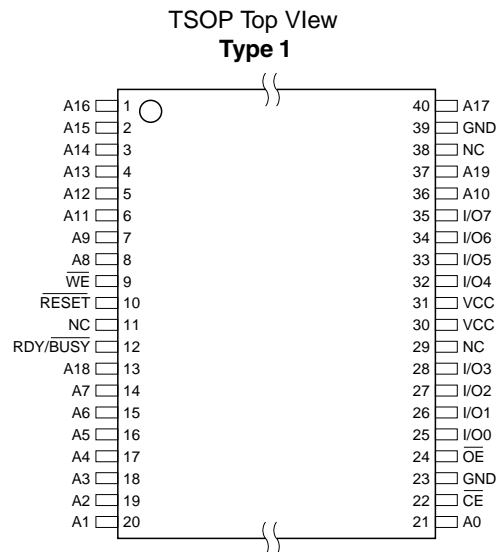 TSOP Top VIew
Type 1
A16 1 40 A17
A15 2 39 GND
A14 3 38 NC
A13 4 37 A19
A12 5 36 A10
A11 6 35 I/O7
A9 7 34 I/O6
A8 8 33 I/O5
WE 9 32 I/O4
RESET 10 31 VCC
NC 11 30 VCC
RDY/BUSY 12 29 NC
A18 13 28 I/O3
A7 14 27 I/O2
A6 15 26 I/O1
A5 16 25 I/O0
A4 17 24 OE
A3 18 23 GND
A2 19 22 CE
A1 20 21 A0